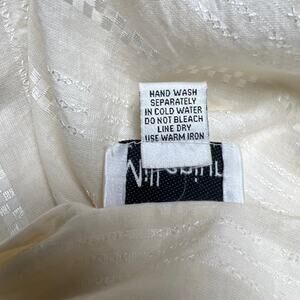 HAND WASH
SEPARATELY
IN COLD WATER
DO NOT BLEACH
LINE DRY
USE WARM IRON